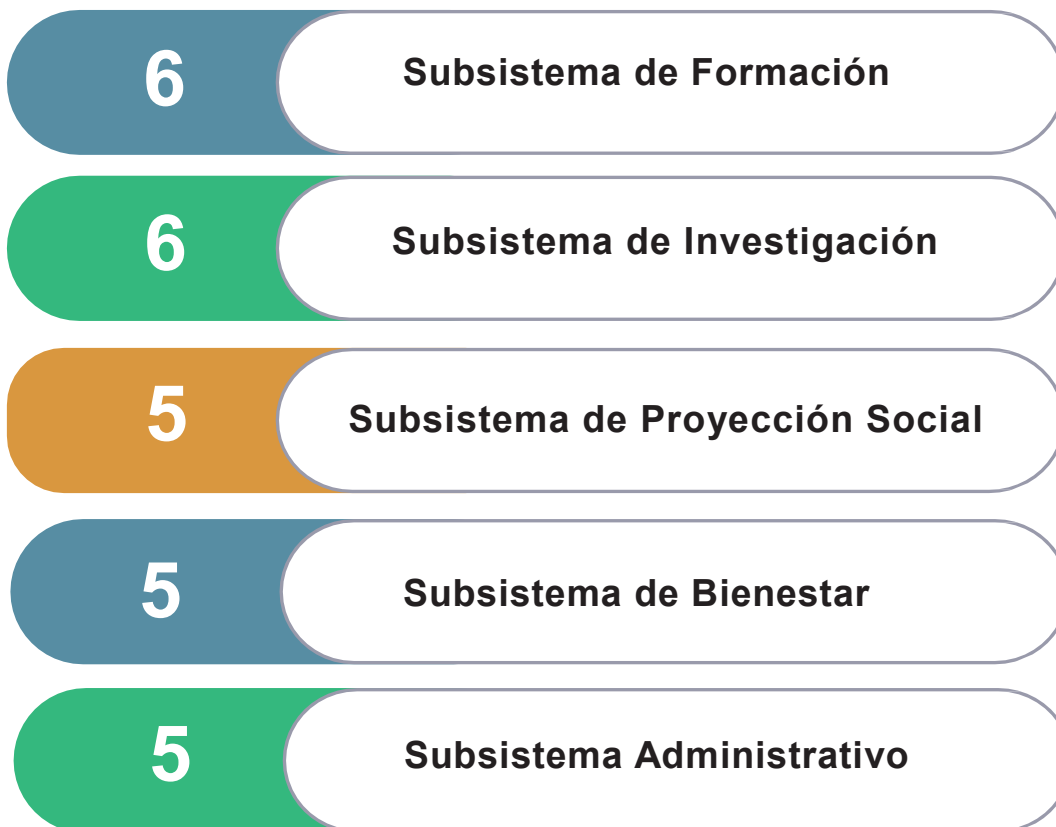 6 Subsistema de Formación
6 Subsistema de Investigación
5 Subsistema de Proyección Social
5 Subsistema de Bienestar
5 Subsistema Administrativo